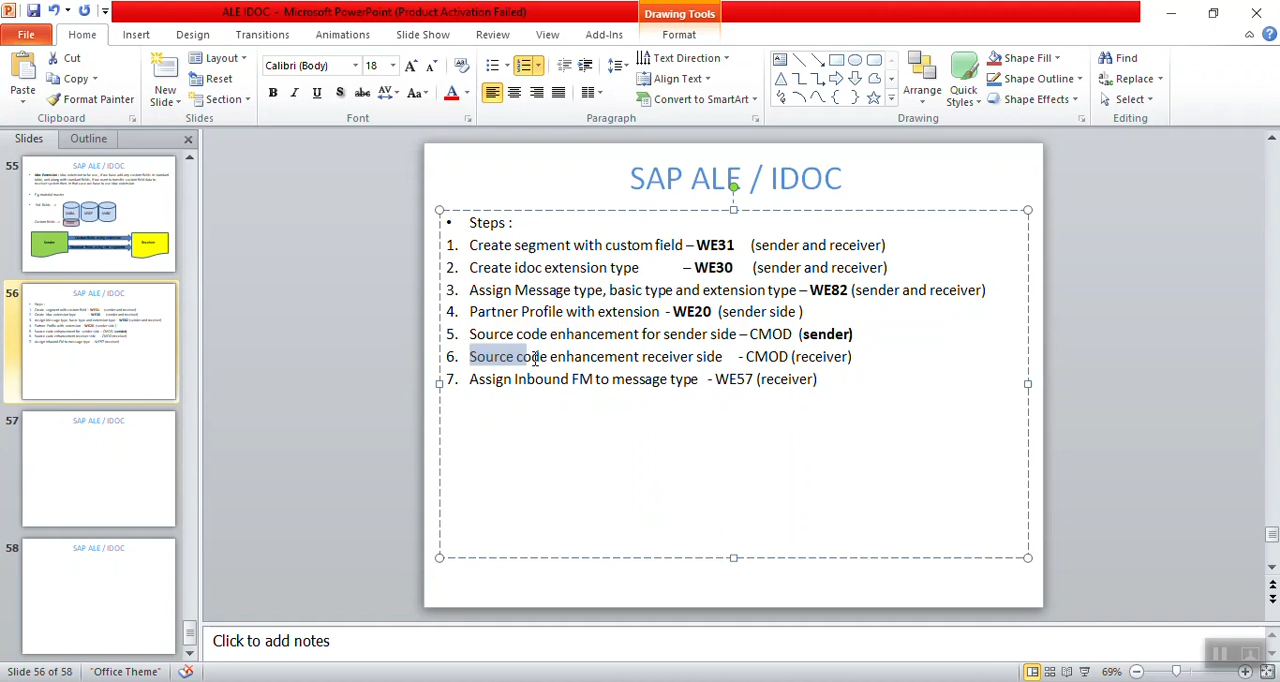 ALE IDOC - Microsoft PowerPoint (Product Activation Failed)
Drawing Tools
File Home Insert Design Transitions Animations Slide Show Review View Add-Ins Format
Paste
Cut
Copy
Format Painter
Clipboard
New Slide
Layout
Reset
Section
Slides
Calibri (Body) 18
B I U S abc AV Aa A
Font
Text Direction
Align Text
Convert to SmartArt
Paragraph
Arrange
Quick Styles
Shape Fill
Shape Outline
Shape Effects
Drawing
Find
Replace
Select
Editing
Slides Outline
55
SAP ALE / IDOC
56
SAP ALE / IDOC
57
SAP ALE / IDOC
58
SAP ALE / IDOC
SAP ALE / IDOC
• Steps :
1. Create segment with custom field – WE31 (sender and receiver)
2. Create idoc extension type – WE30 (sender and receiver)
3. Assign Message type, basic type and extension type – WE82 (sender and receiver)
4. Partner Profile with extension - WE20 (sender side )
5. Source code enhancement for sender side – CMOD (sender)
6. Source code enhancement receiver side - CMOD (receiver)
7. Assign Inbound FM to message type - WE57 (receiver)
Click to add notes
Slide 56 of 58 "Office Theme" 69%